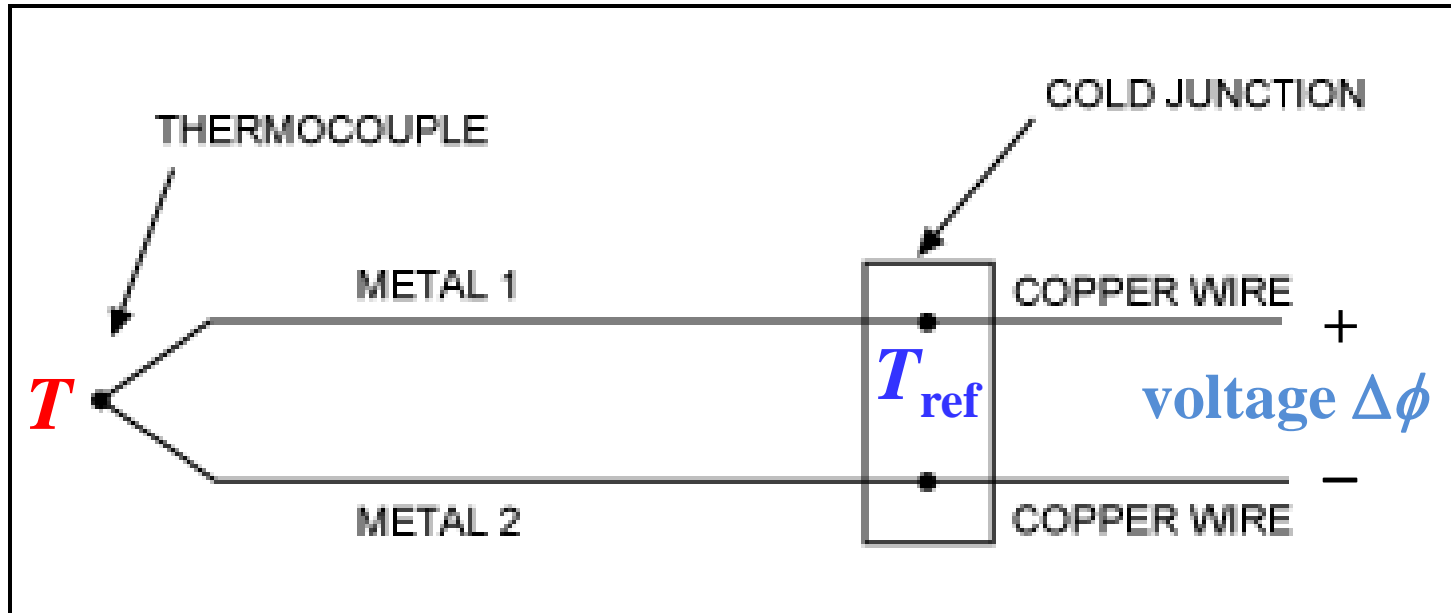 COLD JUNCTION
THERMOCOUPLE
METAL 1
COPPER WIRE
+
T
T ref
voltage Δϕ
−
METAL 2
COPPER WIRE